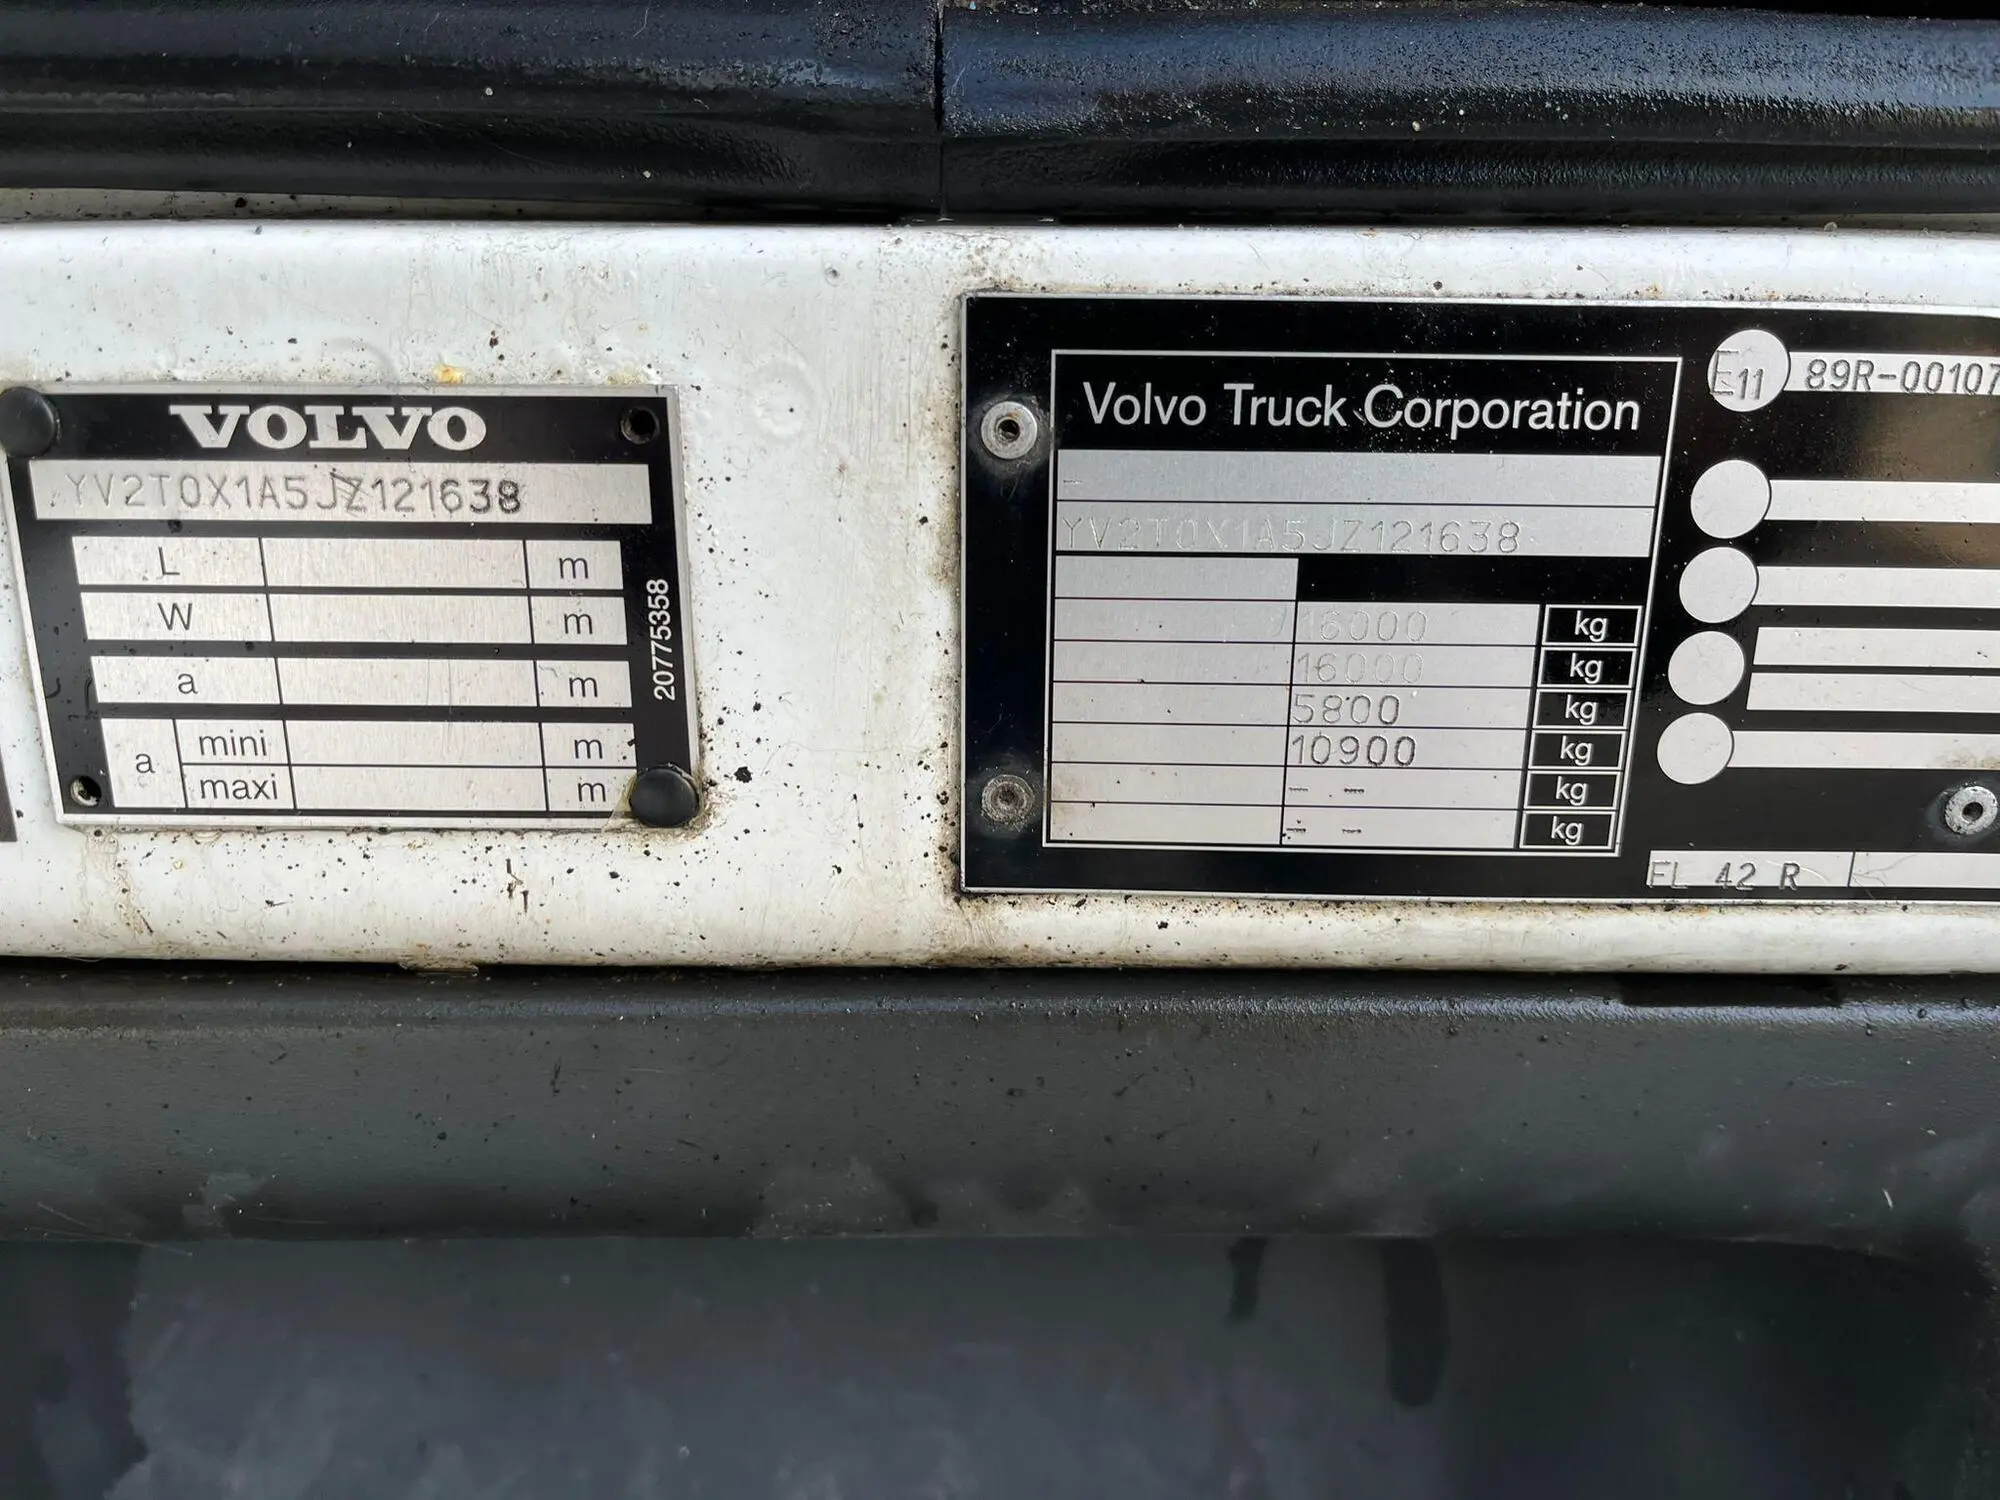 VOLVO
YV2T0X1A5JZ121638
L m
W m
a m
a mini m
maxi m
20775358
Volvo Truck Corporation
-
YV2T0X1A5JZ121638
16000 kg
16000 kg
5800 kg
10900 kg
- -- kg
- -- kg
E11 89R-00107
FL 42 R